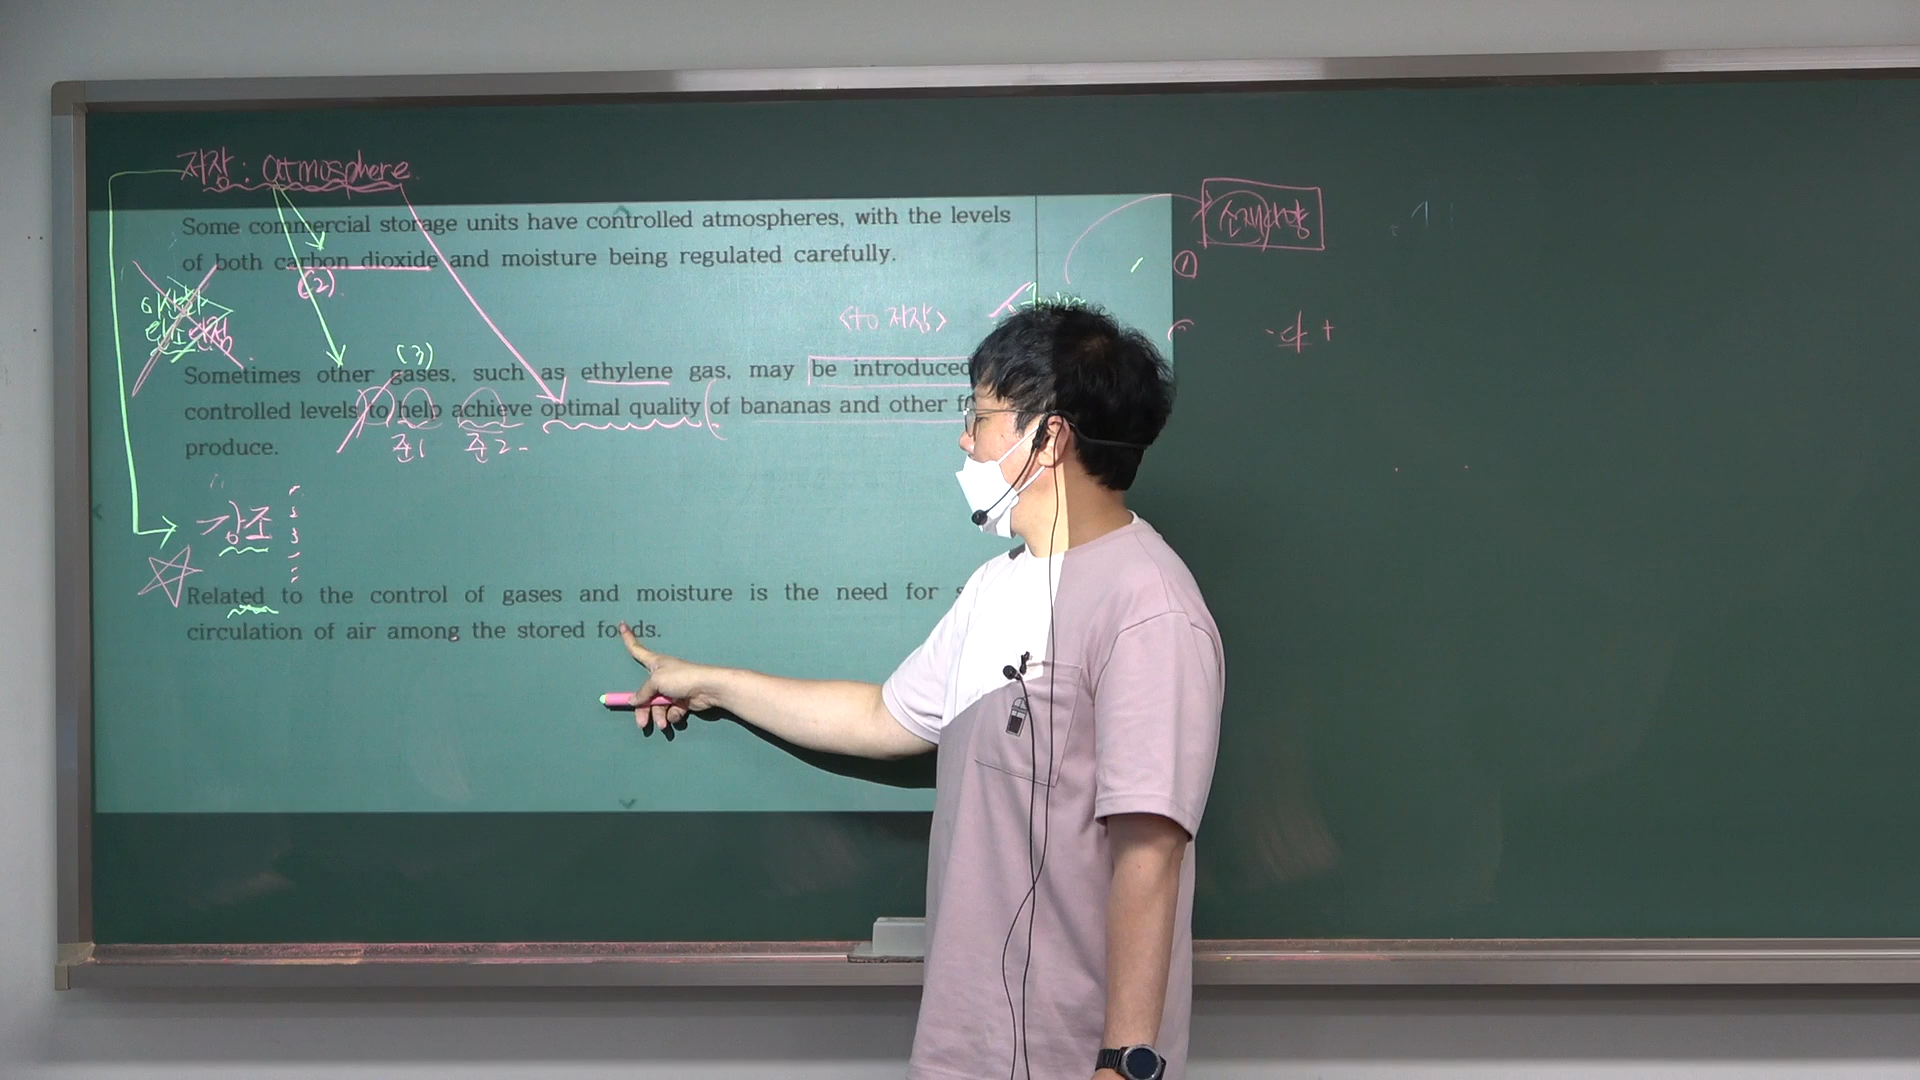 저장 : atmosphere
Some commercial storage units have controlled atmospheres, with the levels
of both carbon dioxide and moisture being regulated carefully.
(2)
<to 저장>
①
(3)
Sometimes other gases, such as ethylene gas, may be introduced
controlled levels to help achieve optimal quality of bananas and other
produce.
준1 준2
강조
Related to the control of gases and moisture is the need for
circulation of air among the stored foods.